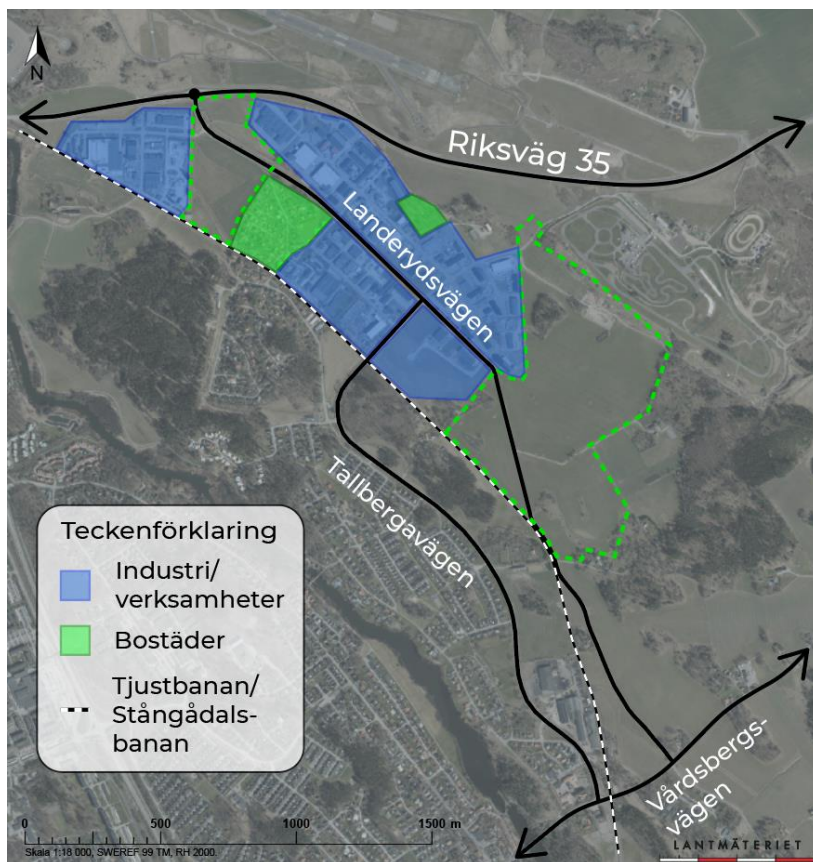 N
Riksväg 35
Landerydsvägen
Tallbergavägen
Vårdsbergs-
vägen
Teckenförklaring
Industri/
verksamheter
Bostäder
Tjustbanan/
Stångådals-
banan
0 500 1000 1500 m
Skala 1:18 000, SWEREF 99 TM, RH 2000.
LANTMÄTERIET